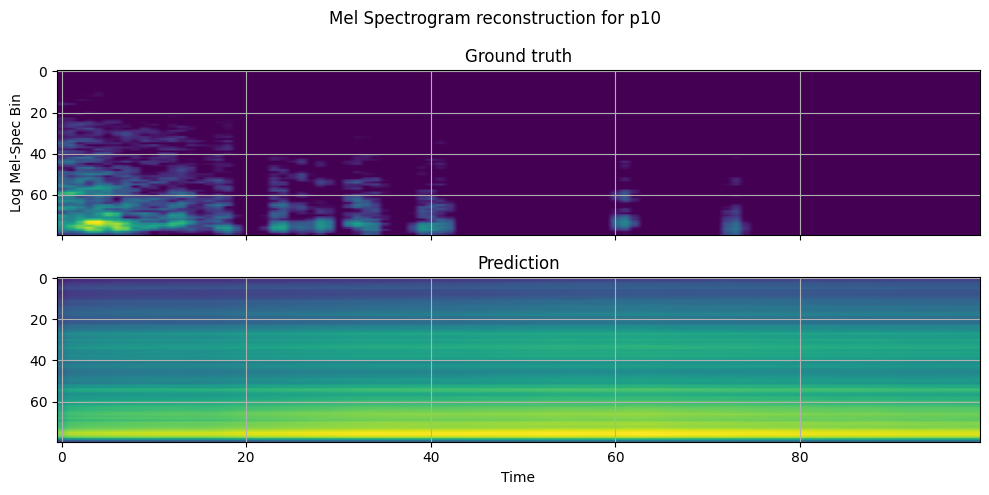 Mel Spectrogram reconstruction for p10
Ground truth
0
20
40
60
Log Mel-Spec Bin
Prediction
0
20
40
60
0 20 40 60 80
Time